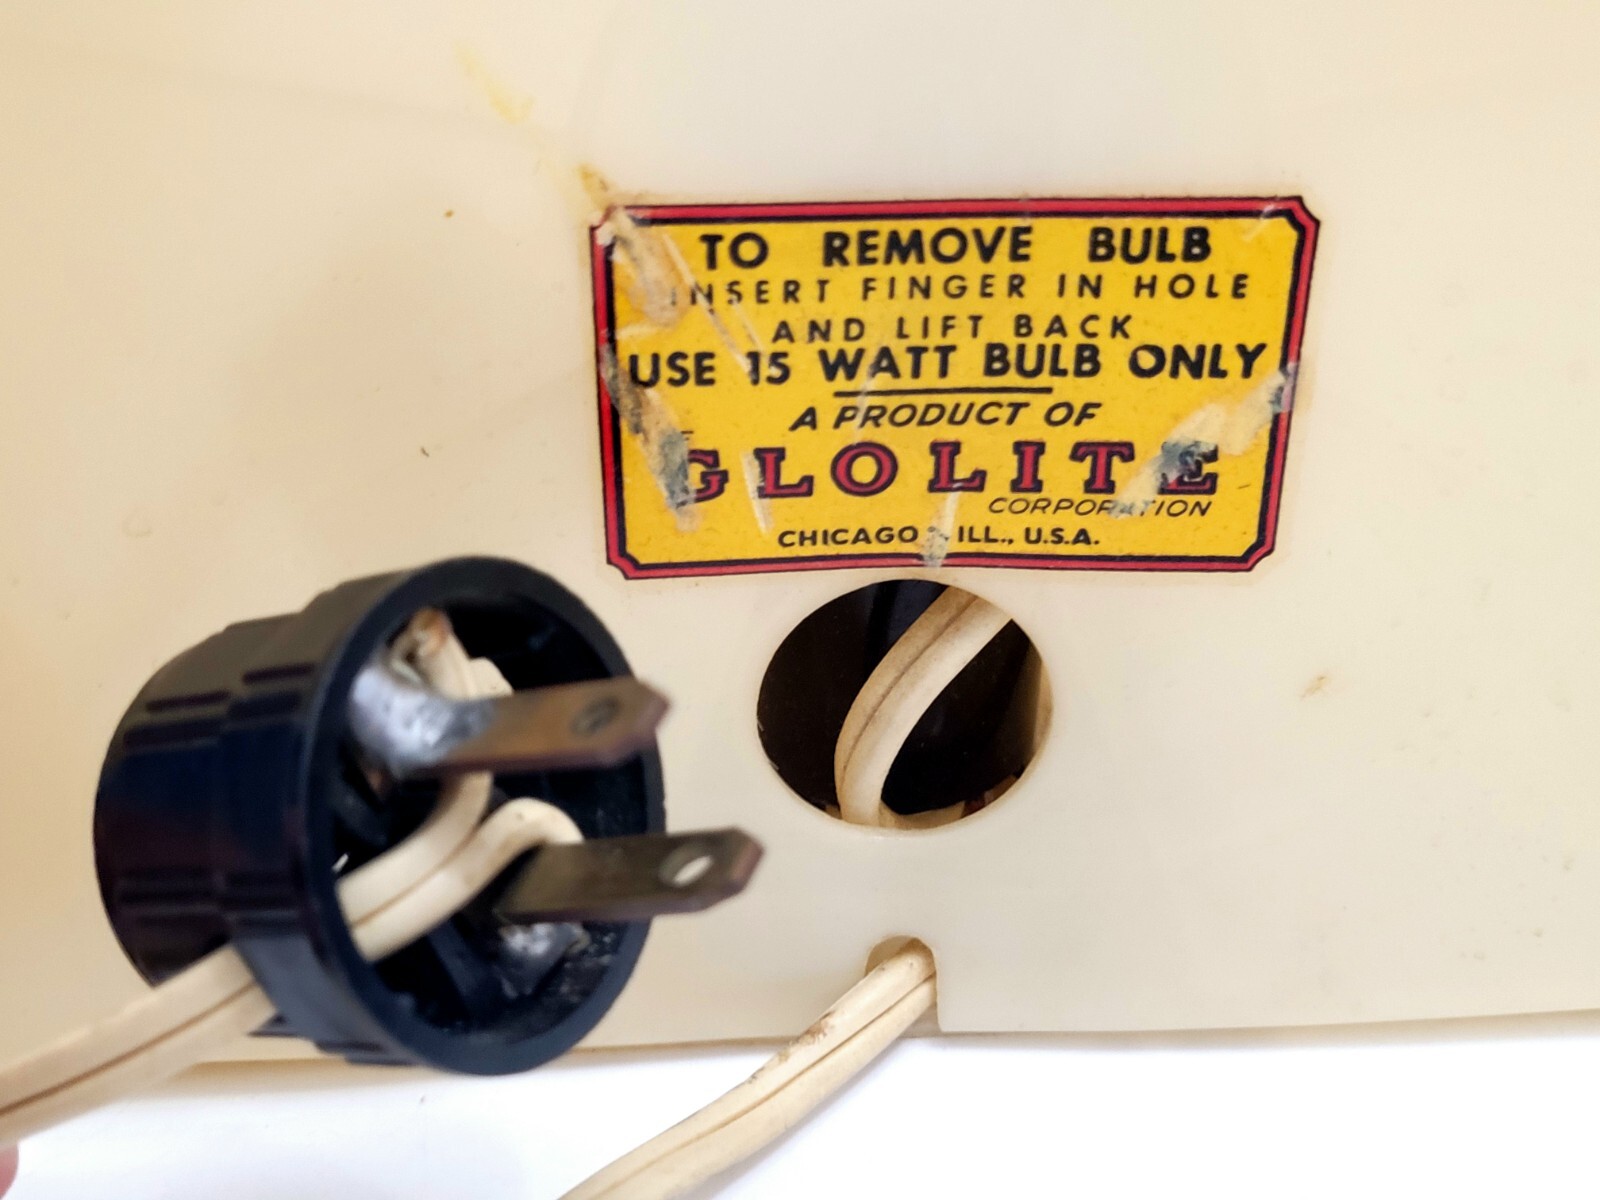 TO REMOVE BULB
INSERT FINGER IN HOLE
AND LIFT BACK
USE 15 WATT BULB ONLY
A PRODUCT OF
GLOLITE
CORPORATION
CHICAGO ILL., U.S.A.